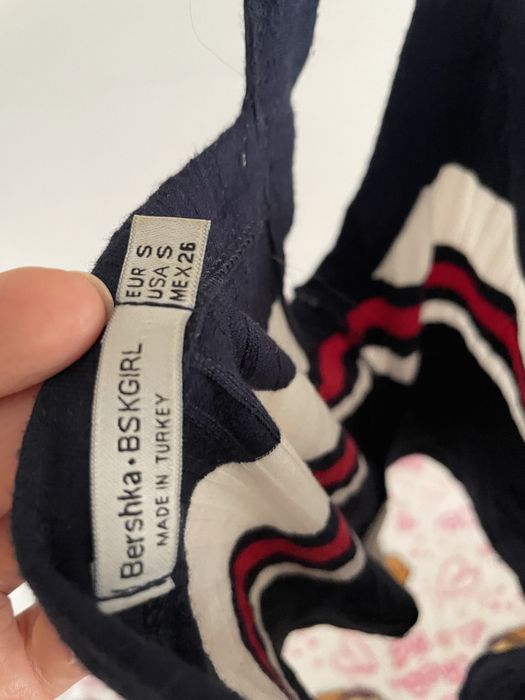 EUR S
USA S
MEX 26
Bershka•BSKGIRL
MADE IN TURKEY